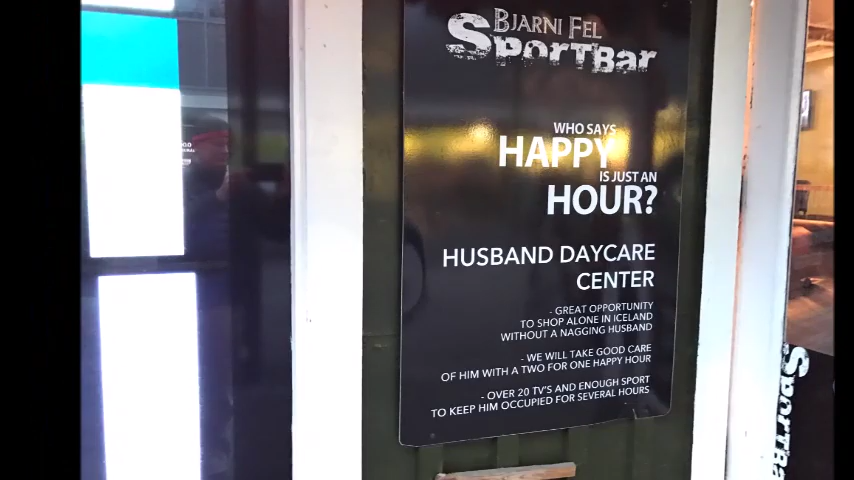 BJARNI FEL
SPORTBAR
WHO SAYS
HAPPY
IS JUST AN
HOUR?
HUSBAND DAYCARE
CENTER
- GREAT OPPORTUNITY
TO SHOP ALONE IN ICELAND
WITHOUT A NAGGING HUSBAND
- WE WILL TAKE GOOD CARE
OF HIM WITH A TWO FOR ONE HAPPY HOUR
- OVER 20 TV'S AND ENOUGH SPORT
TO KEEP HIM OCCUPIED FOR SEVERAL HOURS
SPORTBA